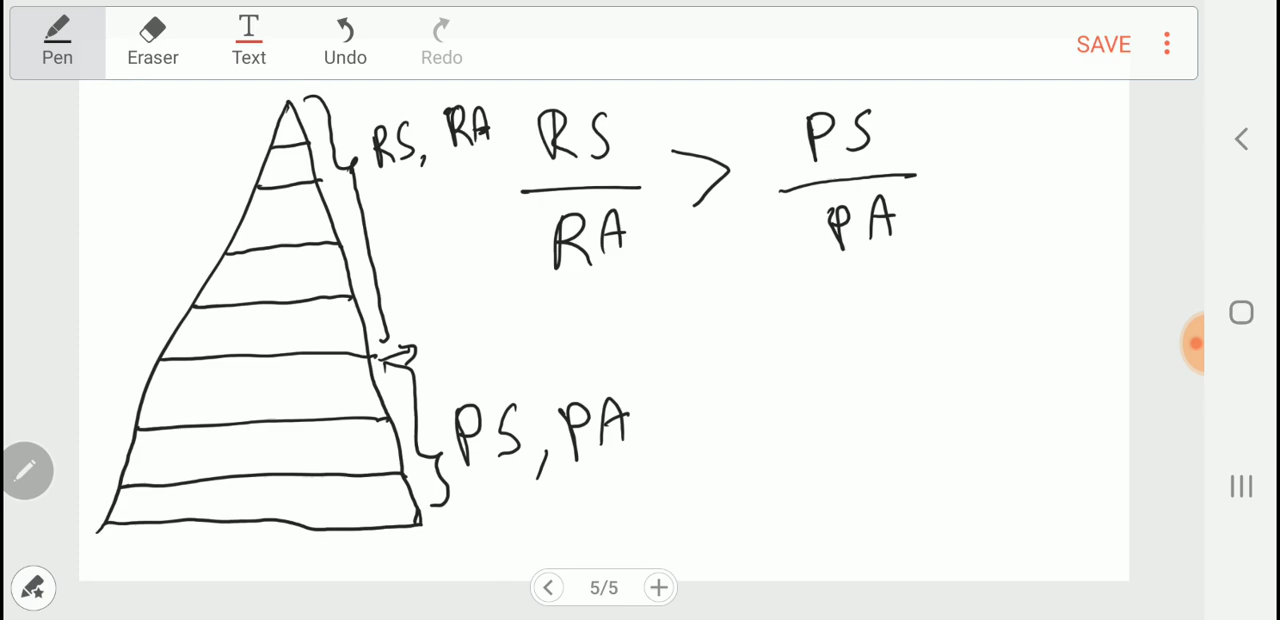 Pen Eraser Text Undo Redo SAVE
RS, RA
RS
RA
>
PS
PA
PS, PA
5/5